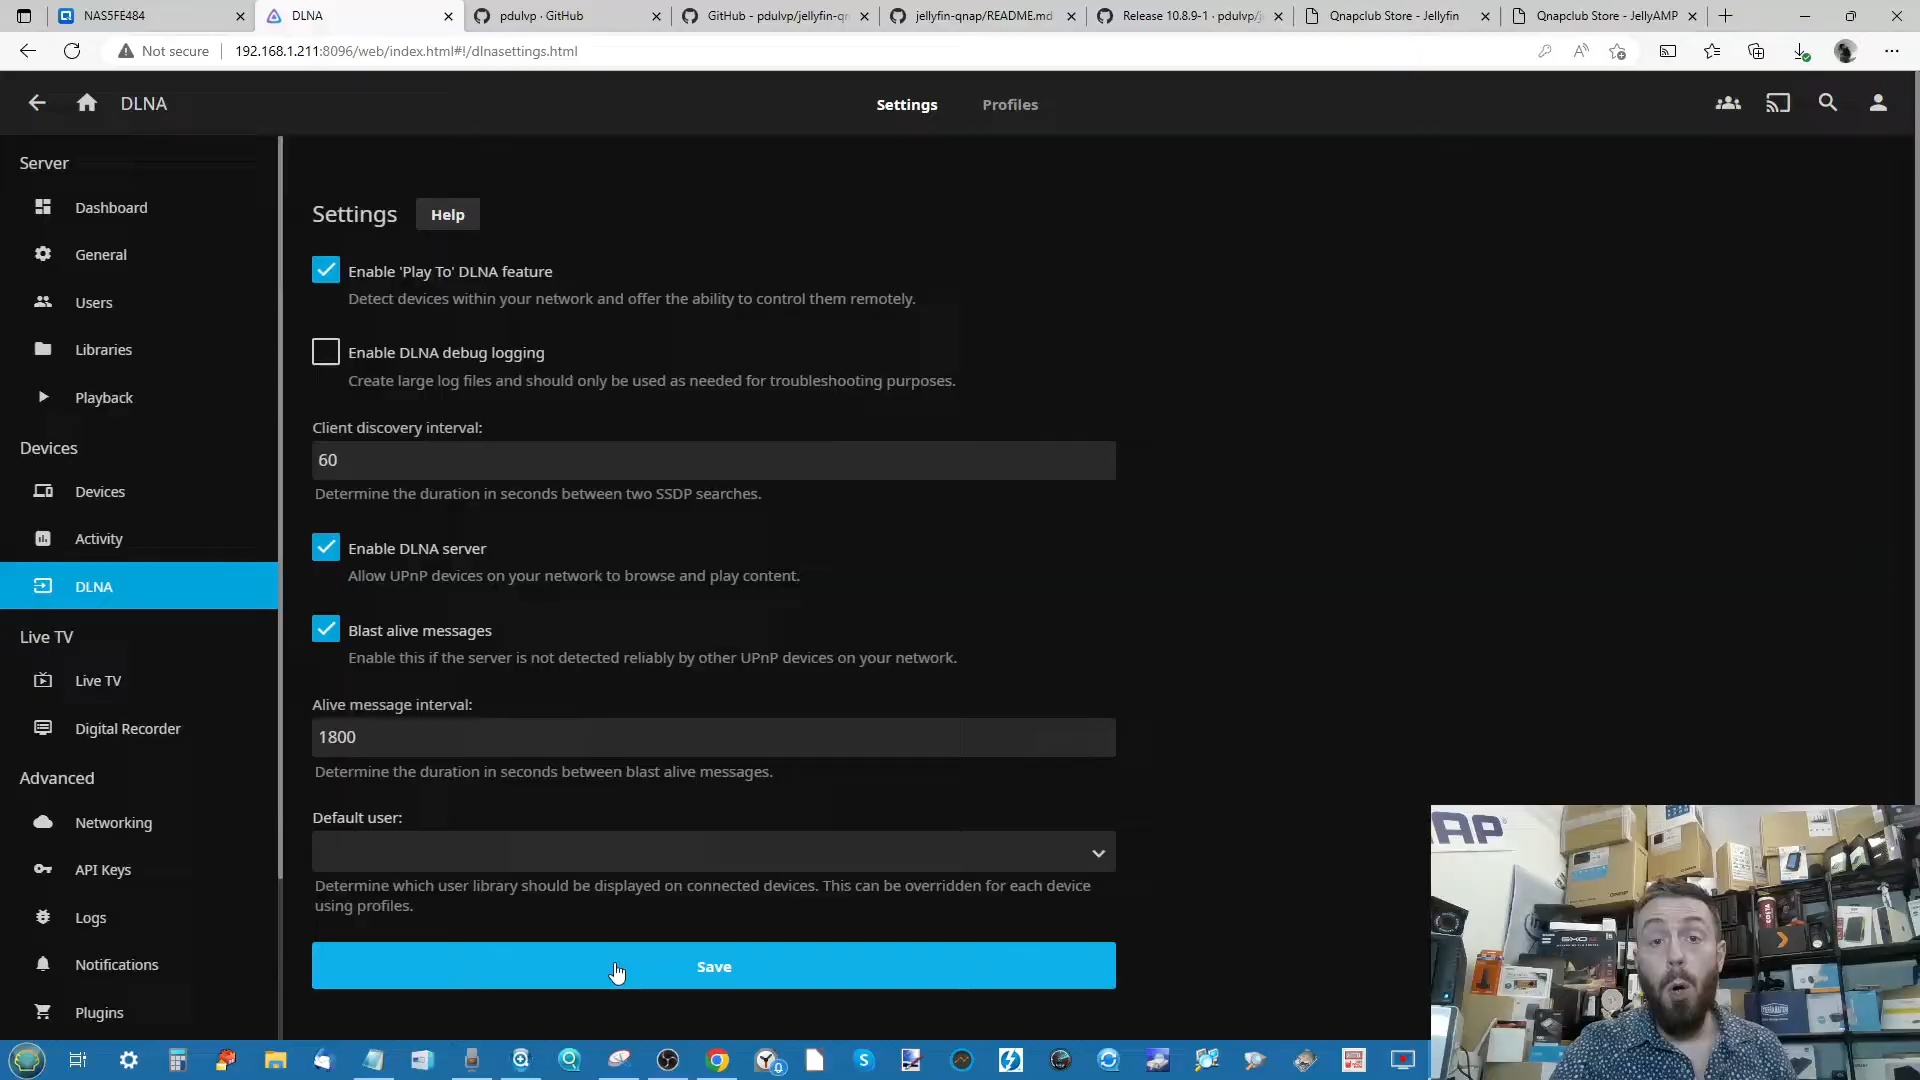 NAS5FE484
DLNA
pdulvp · GitHub
GitHub - pdulvp/jellyfin-qn
jellyfin-qnap/README.md
Release 10.8.9-1 · pdulvp/j
Qnapclub Store - Jellyfin
Qnapclub Store - JellyAMP
Not secure
192.168.1.211:8096/web/index.html#!/dlnasettings.html
DLNA
Settings
Profiles
Server
Dashboard
General
Users
Libraries
Playback
Devices
Devices
Activity
DLNA
Live TV
Live TV
Digital Recorder
Advanced
Networking
API Keys
Logs
Notifications
Plugins
Settings
Help
Enable 'Play To' DLNA feature
Detect devices within your network and offer the ability to control them remotely.
Enable DLNA debug logging
Create large log files and should only be used as needed for troubleshooting purposes.
Client discovery interval:
60
Determine the duration in seconds between two SSDP searches.
Enable DLNA server
Allow UPnP devices on your network to browse and play content.
Blast alive messages
Enable this if the server is not detected reliably by other UPnP devices on your network.
Alive message interval:
1800
Determine the duration in seconds between blast alive messages.
Default user:
Determine which user library should be displayed on connected devices. This can be overridden for each device
using profiles.
Save